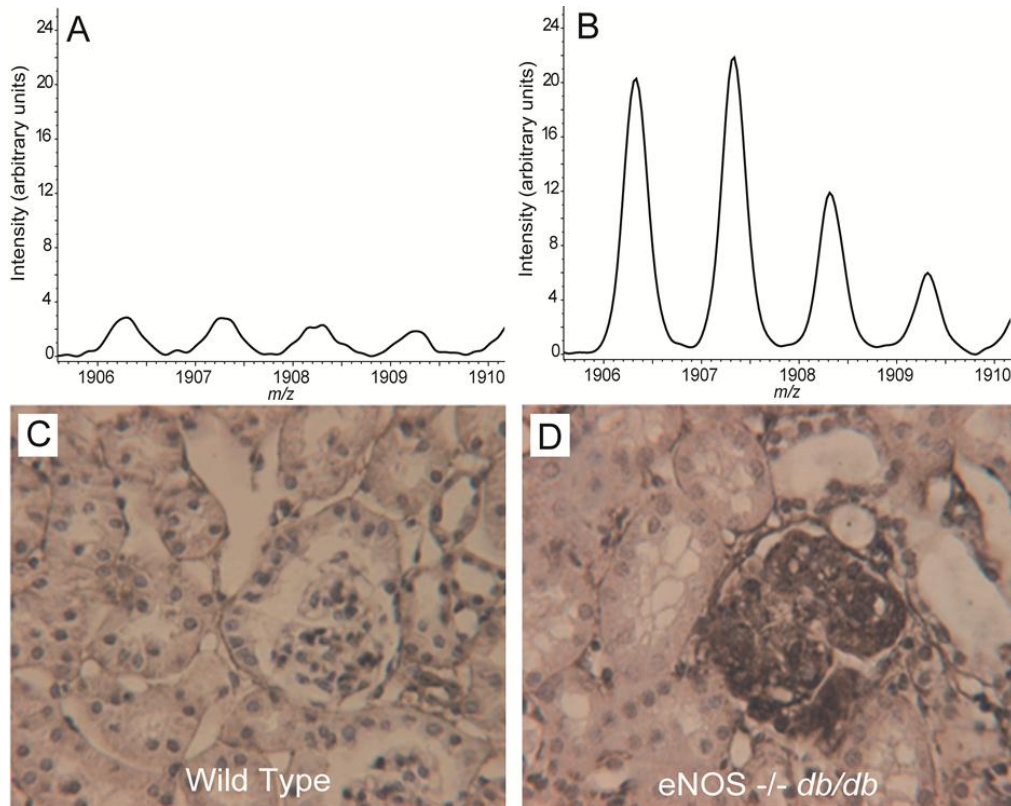 A
24
20
16
12
8
4
0
Intensity (arbitrary units)
1906 1907 1908 1909 1910
m/z
B
24
20
16
12
8
4
0
Intensity (arbitrary units)
1906 1907 1908 1909 1910
m/z
C
Wild Type
D
eNOS -/- db/db